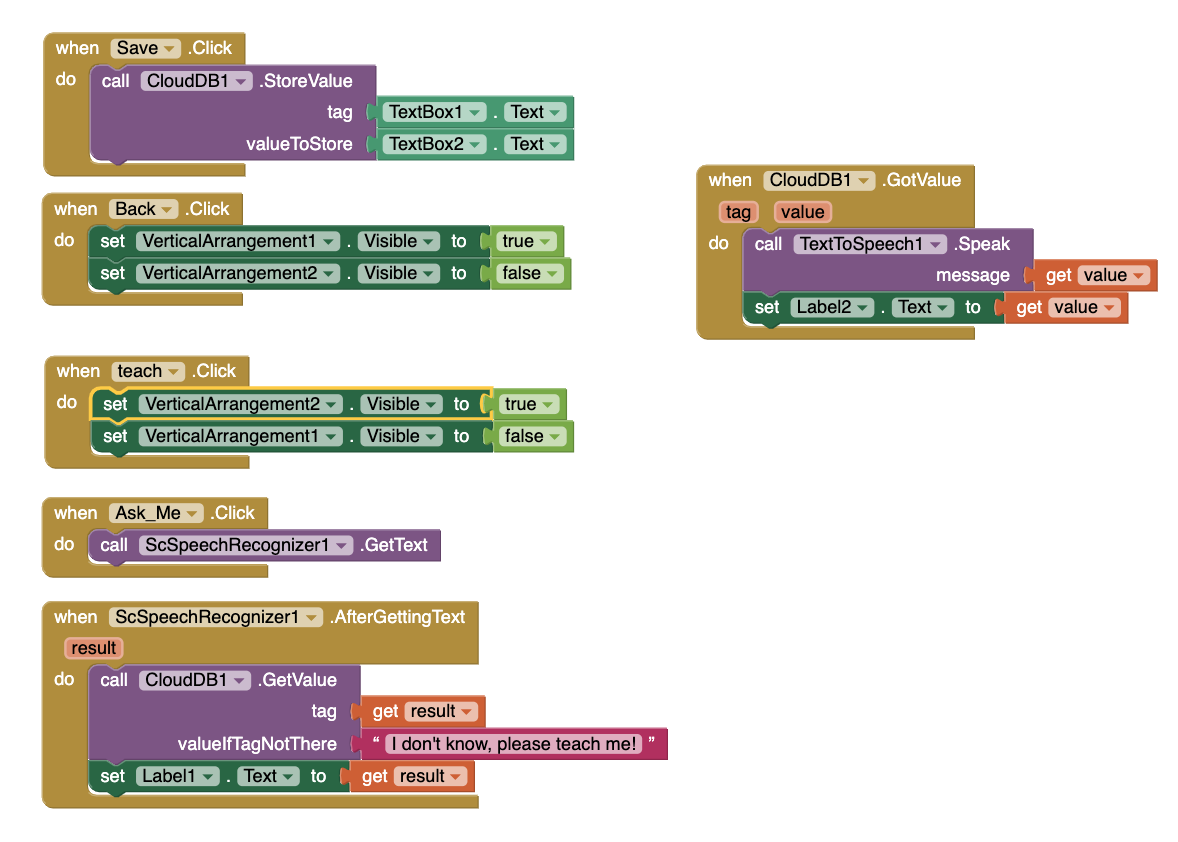 when Save .Click
do call CloudDB1 .StoreValue
tag TextBox1 . Text
valueToStore TextBox2 . Text
when Back .Click
do set VerticalArrangement1 . Visible to true
set VerticalArrangement2 . Visible to false
when teach .Click
do set VerticalArrangement2 . Visible to true
set VerticalArrangement1 . Visible to false
when Ask_Me .Click
do call ScSpeechRecognizer1 .GetText
when ScSpeechRecognizer1 .AfterGettingText
result
do call CloudDB1 .GetValue
tag get result
valueIfTagNotThere “ I don't know, please teach me! ”
set Label1 . Text to get result
when CloudDB1 .GotValue
tag value
do call TextToSpeech1 .Speak
message get value
set Label2 . Text to get value